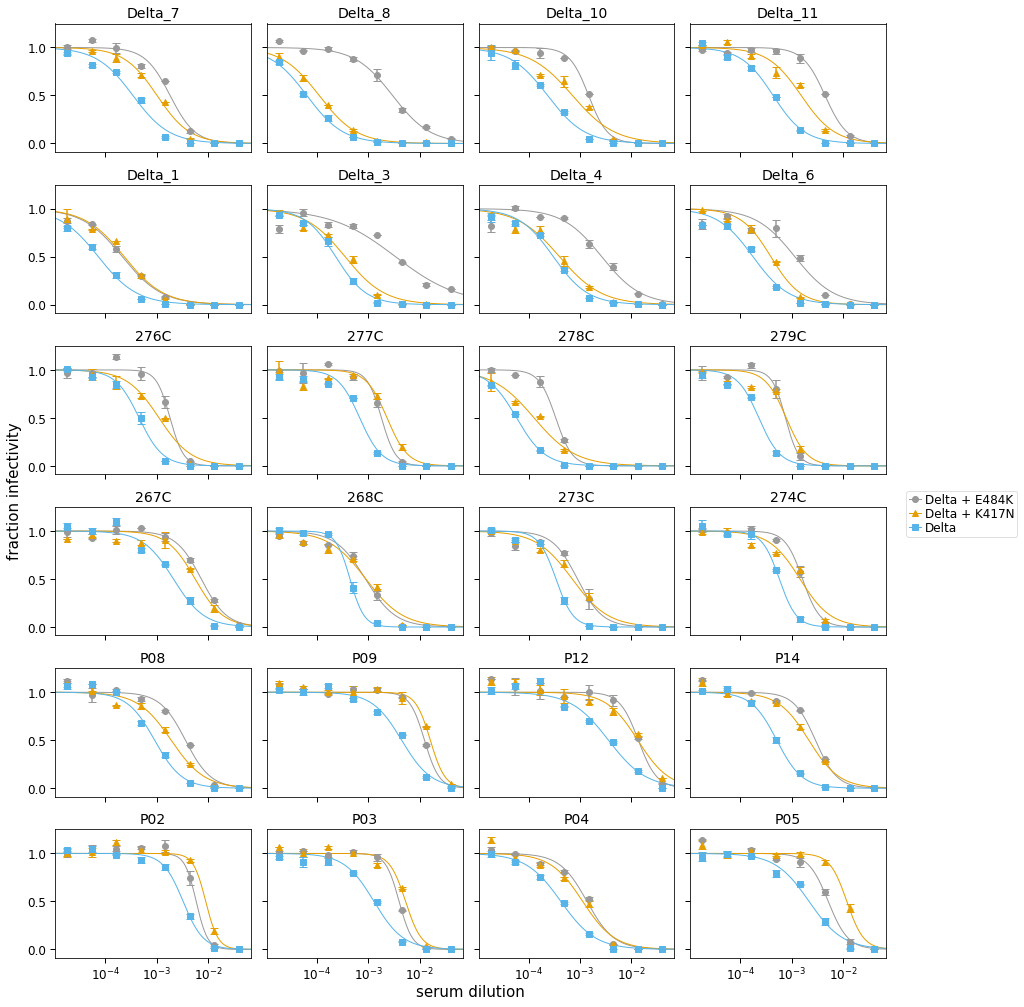 Delta_7 Delta_8 Delta_10 Delta_11
1.0
0.5
0.0
Delta_1 Delta_3 Delta_4 Delta_6
1.0
0.5
0.0
276C 277C 278C 279C
1.0
0.5
0.0
267C 268C 273C 274C
1.0
0.5
0.0
P08 P09 P12 P14
1.0
0.5
0.0
P02 P03 P04 P05
1.0
0.5
0.0
10⁻⁴ 10⁻³ 10⁻² 10⁻⁴ 10⁻³ 10⁻² 10⁻⁴ 10⁻³ 10⁻² 10⁻⁴ 10⁻³ 10⁻²
serum dilution
fraction infectivity
Delta + E484K
Delta + K417N
Delta